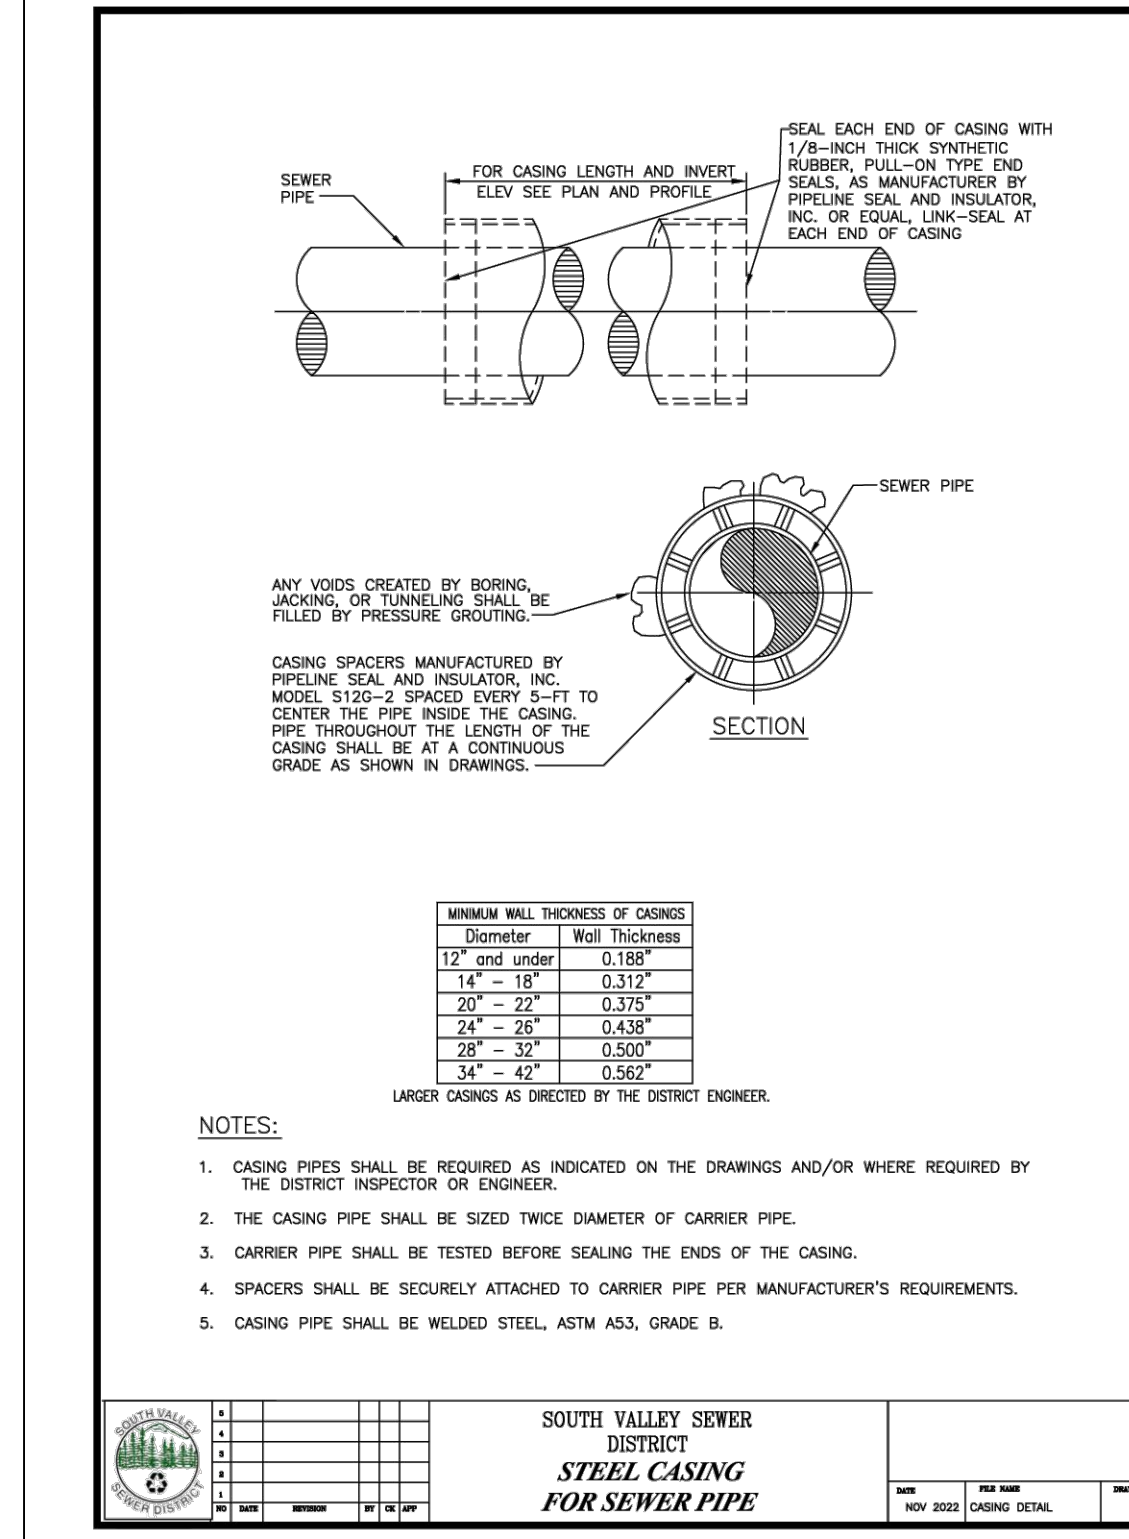 SEAL EACH END OF CASING WITH
1/8-INCH THICK SYNTHETIC
RUBBER, PULL-ON TYPE END
SEALS, AS MANUFACTURER BY
PIPELINE SEAL AND INSULATOR,
INC. OR EQUAL, LINK-SEAL AT
EACH END OF CASING
FOR CASING LENGTH AND INVERT
ELEV SEE PLAN AND PROFILE
SEWER
PIPE
SEWER PIPE
ANY VOIDS CREATED BY BORING,
JACKING, OR TUNNELING SHALL BE
FILLED BY PRESSURE GROUTING.
CASING SPACERS MANUFACTURED BY
PIPELINE SEAL AND INSULATOR, INC.
MODEL S12G-2 SPACED EVERY 5-FT TO
CENTER THE PIPE INSIDE THE CASING.
PIPE THROUGHOUT THE LENGTH OF THE
CASING SHALL BE AT A CONTINUOUS
GRADE AS SHOWN IN DRAWINGS.
SECTION
MINIMUM WALL THICKNESS OF CASINGS
Diameter Wall Thickness
12" and under 0.188"
14" - 18" 0.312"
20" - 22" 0.375"
24" - 26" 0.438"
28" - 32" 0.500"
34" - 42" 0.562"
LARGER CASINGS AS DIRECTED BY THE DISTRICT ENGINEER.
NOTES:
1. CASING PIPES SHALL BE REQUIRED AS INDICATED ON THE DRAWINGS AND/OR WHERE REQUIRED BY
THE DISTRICT INSPECTOR OR ENGINEER.
2. THE CASING PIPE SHALL BE SIZED TWICE DIAMETER OF CARRIER PIPE.
3. CARRIER PIPE SHALL BE TESTED BEFORE SEALING THE ENDS OF THE CASING.
4. SPACERS SHALL BE SECURELY ATTACHED TO CARRIER PIPE PER MANUFACTURER'S REQUIREMENTS.
5. CASING PIPE SHALL BE WELDED STEEL, ASTM A53, GRADE B.
SOUTH VALLEY
SEWER DISTRICT
5
4
3
2
1
NO DATE REVISION BY CK APP
SOUTH VALLEY SEWER
DISTRICT
STEEL CASING
FOR SEWER PIPE
DATE FILE NAME
NOV 2022 CASING DETAIL